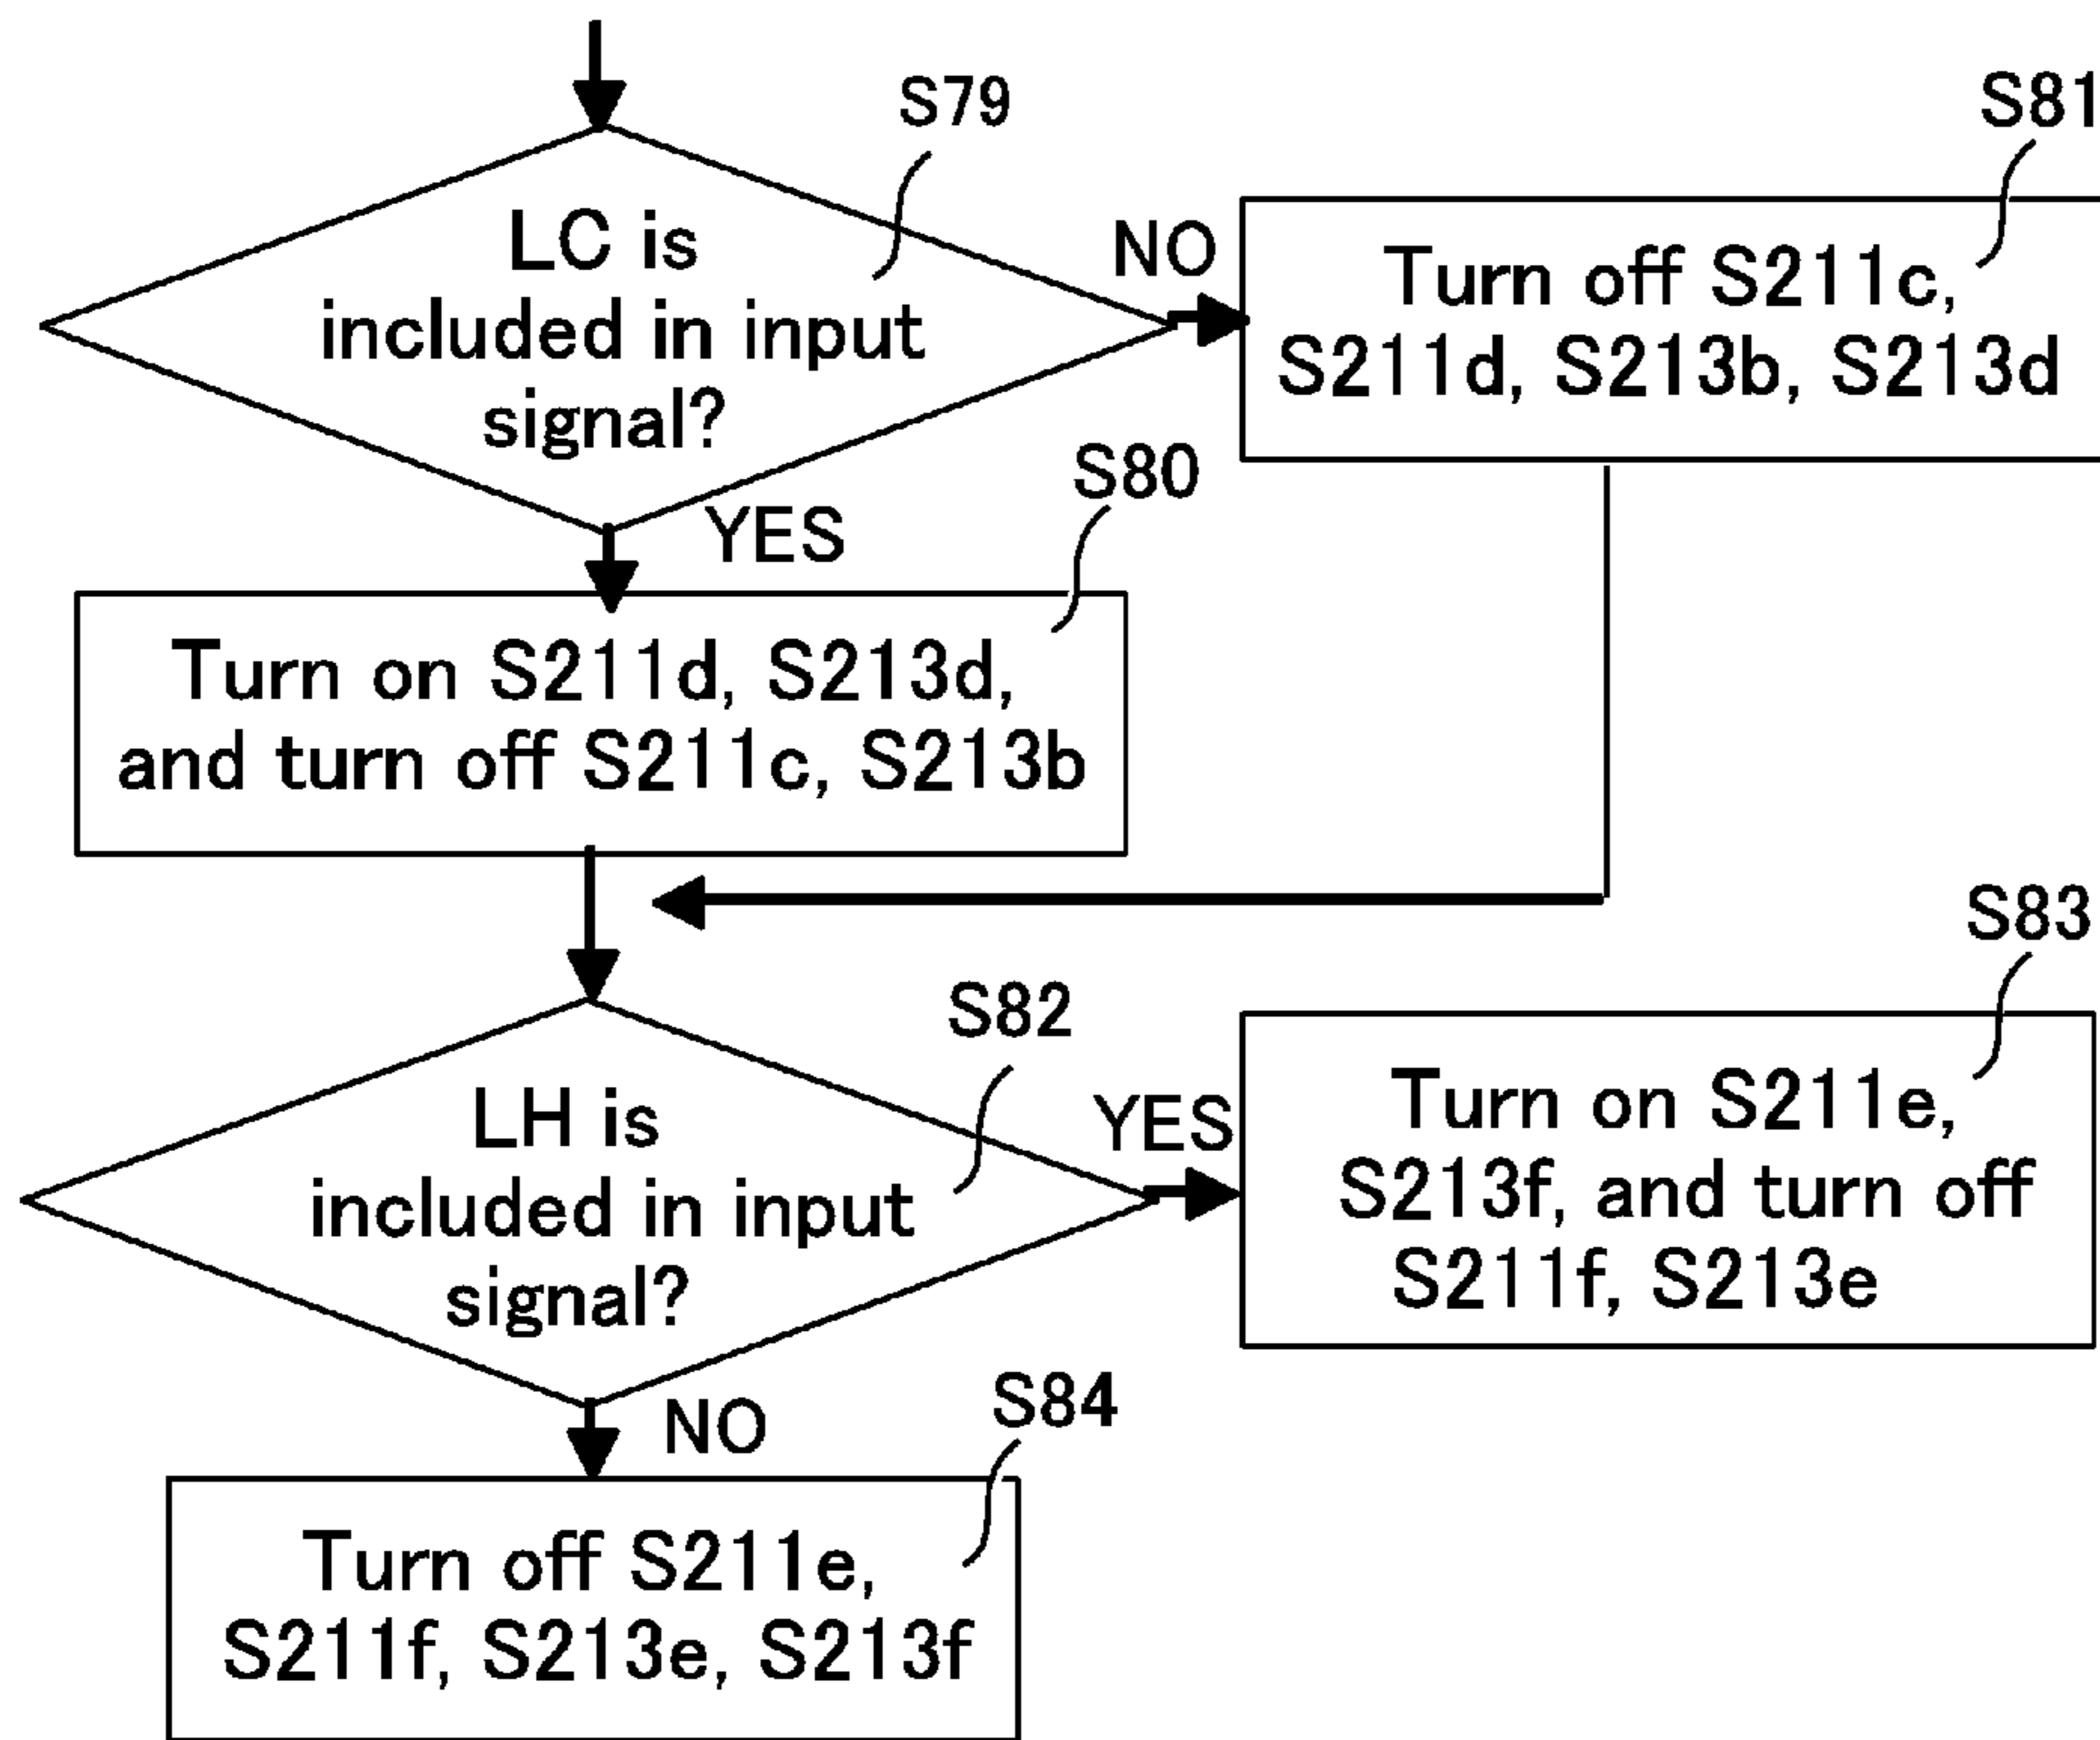 S79
LC is
included in input
signal?
NO
S81
Turn off S211c,
S211d, S213b, S213d
YES
S80
Turn on S211d, S213d,
and turn off S211c, S213b
S82
LH is
included in input
signal?
YES
S83
Turn on S211e,
S213f, and turn off
S211f, S213e
NO
S84
Turn off S211e,
S211f, S213e, S213f